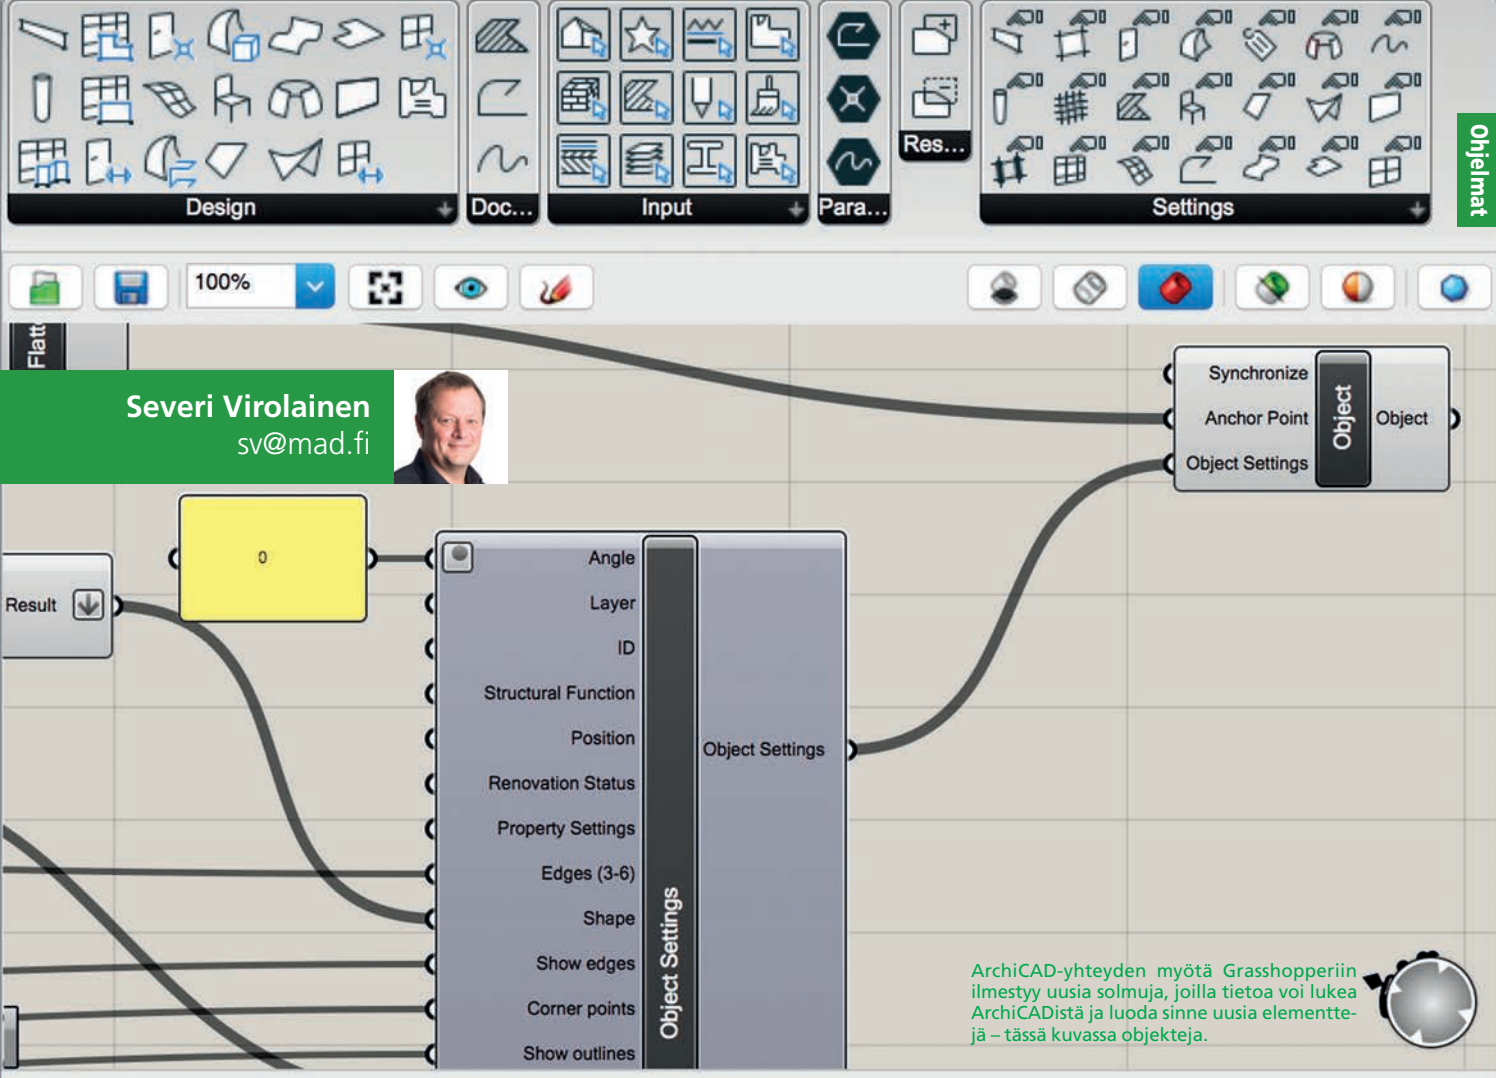 Design
Doc...
Input
Para...
Res...
Settings
Ohjelmat
100%
Severi Virolainen
sv@mad.fi
Synchronize
Anchor Point
Object Settings
Object
Object
0
Result
Angle
Layer
ID
Structural Function
Position
Renovation Status
Property Settings
Edges (3-6)
Shape
Show edges
Corner points
Show outlines
Object Settings
Object Settings
ArchiCAD-yhteyden myötä Grasshopperiin
ilmestyy uusia solmuja, joilla tietoa voi lukea
ArchiCADistä ja luoda sinne uusia elementte-
jä – tässä kuvassa objekteja.